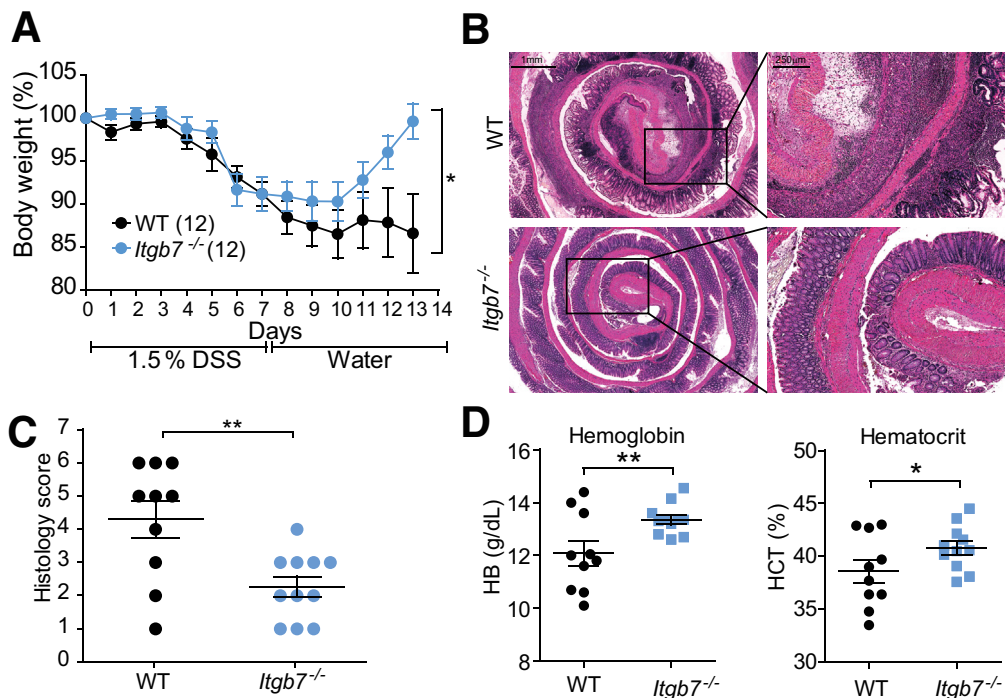 A
Body weight (%)
105
100
95
90
85
80
WT (12)
Itgb7 -/- (12)
*
0 1 2 3 4 5 6 7 8 9 10 11 12 13 14
Days
1.5 % DSS
Water
B
WT
1mm
250μm
Itgb7-/-
C
Histology score
7
6
5
4
3
2
1
0
**
WT
Itgb7-/-
D
Hemoglobin
HB (g/dL)
16
14
12
10
8
**
WT
Itgb7-/-
Hematocrit
HCT (%)
50
45
40
35
30
*
WT
Itgb7-/-